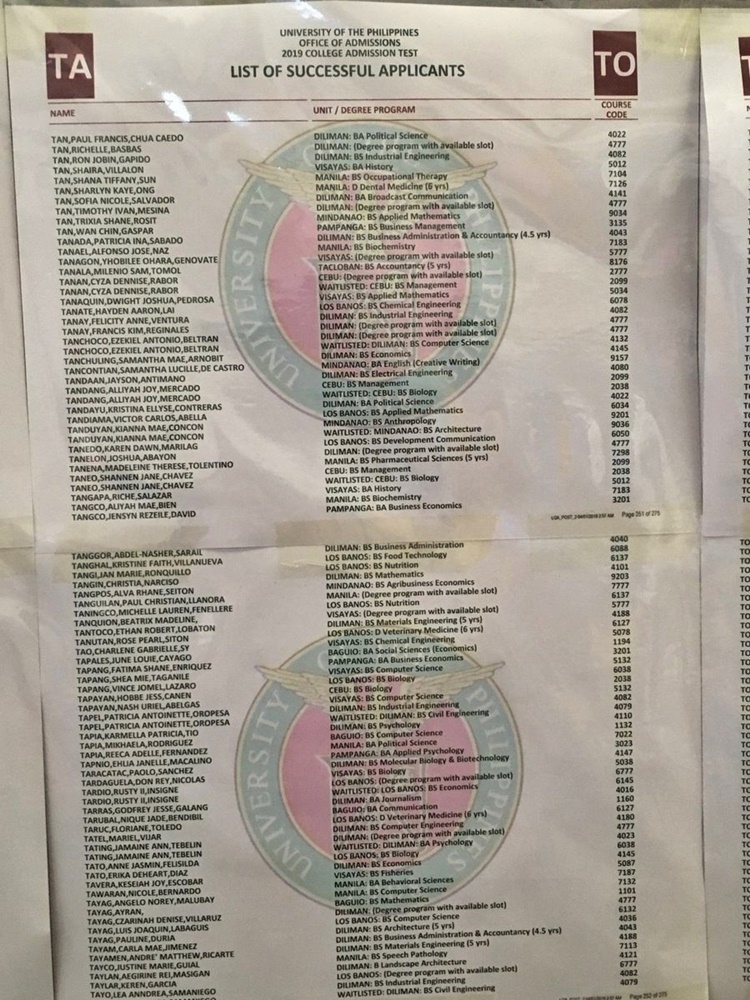 TA
UNIVERSITY OF THE PHILIPPINES
OFFICE OF ADMISSIONS
2019 COLLEGE ADMISSION TEST
LIST OF SUCCESSFUL APPLICANTS
TO
NAME UNIT / DEGREE PROGRAM COURSE CODE
TAN,PAUL FRANCIS,CHUA CAEDO DILIMAN: BA Political Science 4022
TAN,RICHELLE,BASBAS DILIMAN: (Degree program with available slot) 4777
TAN,RON JOBIN,GAPIDO DILIMAN: BS Industrial Engineering 4082
TAN,SHAIRA,VILLALON VISAYAS: BA History 5012
TAN,SHANA TIFFANY,SUN MANILA: BS Occupational Therapy 7104
TAN,SHARLYN KAYE,ONG MANILA: D Dental Medicine (6 yrs) 7126
TAN,SOFIA NICOLE,SALVADOR DILIMAN: BA Broadcast Communication 4141
TAN,TIMOTHY IVAN,MESINA DILIMAN: (Degree program with available slot) 4777
TAN,TRIXIA SHANE,ROSIT MINDANAO: BS Applied Mathematics 9034
TAN,WAN CHIN,GASPAR PAMPANGA: BS Business Management 3135
TANADA,PATRICIA INA,SABADO DILIMAN: BS Business Administration & Accountancy (4.5 yrs) 4043
TANAEL,ALFONSO JOSE,NAZ MANILA: BS Biochemistry 7183
TANAGON,YHOBILEE OHARA,GENOVATE VISAYAS: (Degree program with available slot) 5777
TANALA,MILENIO SAM,TOMOL TACLOBAN: BS Accountancy (5 yrs) 8176
TANAN,CYZA DENNISE,RABOR CEBU: (Degree program with available slot) 2777
TANAN,CYZA DENNISE,RABOR WAITLISTED: CEBU: BS Management 2099
TANAQUIN,DWIGHT JOSHUA,PEDROSA VISAYAS: BS Applied Mathematics 5034
TANATE,HAYDEN AARON,LAI LOS BANOS: BS Chemical Engineering 6078
TANAY,FELICITY ANNE,VENTURA DILIMAN: BS Industrial Engineering 4082
TANAY,FRANCIS KIM,REGINALES DILIMAN: (Degree program with available slot) 4777
TANCHOCO,EZEKIEL ANTONIO,BELTRAN DILIMAN: (Degree program with available slot) 4777
TANCHOCO,EZEKIEL ANTONIO,BELTRAN WAITLISTED: DILIMAN: BS Computer Science 4132
TANCHULING,SAMANTHA MAE,ARNOBIT DILIMAN: BS Economics 4145
TANCONTIAN,SAMANTHA LUCILLE,DE CASTRO MINDANAO: BA English (Creative Writing) 9157
TANDAAN,JAYSON,ANTIMANO DILIMAN: BS Electrical Engineering 4080
TANDANG,ALLIYAH JOY,MERCADO CEBU: BS Management 2099
TANDANG,ALLIYAH JOY,MERCADO WAITLISTED: CEBU: BS Biology 2038
TANDAYU,KRISTINA ELLYSE,CONTRERAS DILIMAN: BA Political Science 4022
TANDIAMA,VICTOR CARLOS,ABELLA LOS BANOS: BS Applied Mathematics 6034
TANDUYAN,KIANNA MAE,CONCON MINDANAO: BS Anthropology 9201
TANDUYAN,KIANNA MAE,CONCON WAITLISTED: MINDANAO: BS Architecture 9036
TANEDO,KAREN DAWN,MARILAG LOS BANOS: BS Development Communication 6050
TANELON,JOSHUA,ABAYON DILIMAN: (Degree program with available slot) 4777
TANENA,MADELEINE THERESE,TOLENTINO MANILA: BS Pharmaceutical Sciences (5 yrs) 7298
TANEO,SHANNEN JANE,CHAVEZ CEBU: BS Management 2099
TANEO,SHANNEN JANE,CHAVEZ WAITLISTED: CEBU: BS Biology 2038
TANGAPA,RICHE,SALAZAR VISAYAS: BA History 5012
TANGCO,ALIYAH MAE,BIEN MANILA: BS Biochemistry 7183
TANGCO,JENSYN REZEILE,DAVID PAMPANGA: BA Business Economics 3201
Page 251 of 275
TANGGOR,ABDEL-NASHER,SARAIL DILIMAN: BS Business Administration 4040
TANGHAL,KRISTINE FAITH,VILLANUEVA LOS BANOS: BS Food Technology 6088
TANGI,JAN MARIE,RONQUILLO LOS BANOS: BS Nutrition 6137
TANGIN,CHRISTIA,NARCISO DILIMAN: BS Mathematics 4101
TANGPOS,ALVA RHANE,SEITON MINDANAO: BS Agribusiness Economics 9203
TANGUILAN,PAUL CHRISTIAN,LLANORA MANILA: (Degree program with available slot) 7777
TANINGCO,MICHELLE LAUREN,FENELLERE LOS BANOS: BS Nutrition 6137
TANQUION,BEATRIX MADELINE, VISAYAS: (Degree program with available slot) 5777
TANTOCO,ETHAN ROBERT,LOBATON DILIMAN: BS Materials Engineering (5 yrs) 4188
TANUTAN,ROSE PEARL,SITON LOS BANOS: D Veterinary Medicine (6 yrs) 6127
TAO,CHARLENE GABRIELLE,SY VISAYAS: BS Chemical Engineering 5078
TAPALES,JUNE LOUIE,CAYAGO BAGUIO: BA Social Sciences (Economics) 1194
TAPANG,FATIMA SHANE,ENRIQUEZ PAMPANGA: BA Business Economics 3201
TAPANG,SHEA MIE,TAGANILE VISAYAS: BS Computer Science 5132
TAPANG,VINCE JOMEL,LAZARO LOS BANOS: BS Biology 6038
TAPAYAN,HOBBE JESS,CANEN CEBU: BS Biology 2038
TAPAYAN,NASH URIEL,ABELGAS VISAYAS: BS Computer Science 5132
TAPEL,PATRICIA ANTOINETTE,OROPESA DILIMAN: BS Industrial Engineering 4082
TAPEL,PATRICIA ANTOINETTE,OROPESA WAITLISTED: DILIMAN: BS Civil Engineering 4079
TAPIA,KARMELLA PATRICIA,TIO DILIMAN: BS Psychology 4110
TAPIA,MIKHAELA,RODRIGUEZ BAGUIO: BS Computer Science 1132
TAPIA,REECA ADELLE,FERNANDEZ MANILA: BA Political Science 7022
TAPNIO,EHLIA JANELLE,MACALINO PAMPANGA: BA Applied Psychology 3023
TARACATAC,PAOLO,SANCHEZ DILIMAN: BS Molecular Biology & Biotechnology 4147
TARDAGUELA,DON REY,NICOLAS VISAYAS: BS Biology 5038
TARDIO,RUSTY II,INSIGNE LOS BANOS: (Degree program with available slot) 6777
TARDIO,RUSTY II,INSIGNE WAITLISTED: LOS BANOS: BS Economics 6145
TARRAS,GODFREY JESSE,GALANG DILIMAN: BA Journalism 4016
TARUBAL,NIQUE JADE,BENDIBIL BAGUIO: BA Communication 1160
TARUC,FLORIANE,TOLEDO LOS BANOS: D Veterinary Medicine (6 yrs) 6127
TATEL,MARIEL,VIJAR DILIMAN: BS Computer Engineering 4180
TATING,JAMAINE ANN,TEBELIN DILIMAN: (Degree program with available slot) 4777
TATING,JAMAINE ANN,TEBELIN WAITLISTED: DILIMAN: BA Psychology 4023
TATO,ANNE JASMIN,FELISILDA LOS BANOS: BS Biology 6038
TATO,ERIKA DEHEART,DIAZ DILIMAN: BS Economics 4145
TAVERA,KESEIAH JOY,ESCOBAR VISAYAS: BS Fisheries 5087
TAWARAN,NICOLE,BERNARDO MANILA: BA Behavioral Sciences 7187
TAYAG,ANGELO NOREY,MALUBAY MANILA: BS Computer Science 7132
TAYAG,AYRAN, BAGUIO: BS Mathematics 1101
TAYAG,CZARINAH DENISE,VILLARUZ DILIMAN: (Degree program with available slot) 4777
TAYAG,LUIS JOAQUIN,LABAGUIS LOS BANOS: BS Computer Science 6132
TAYAG,PAULINE,DURIA DILIMAN: BS Architecture (5 yrs) 4036
TAYAM,CARLA MAE,JIMENEZ DILIMAN: BS Business Administration & Accountancy (4.5 yrs) 4043
TAYAMEN,ANDRE' MATTHEW,RICARTE DILIMAN: BS Materials Engineering (5 yrs) 4188
TAYCO,JUSTINE MARIE,GUIAL MANILA: BS Speech Pathology 7113
TAYLAN,AEGIRINE REI,MASIGAN DILIMAN: B Landscape Architecture 4121
TAYLAR,KEREN,GARCIA LOS BANOS: (Degree program with available slot) 6777
TAYO,LEA ANNDREA,SAMANIEGO DILIMAN: BS Industrial Engineering 4082
SAMANIEGO WAITLISTED: DILIMAN: BS Civil Engineering 4079
Page 252 of 275